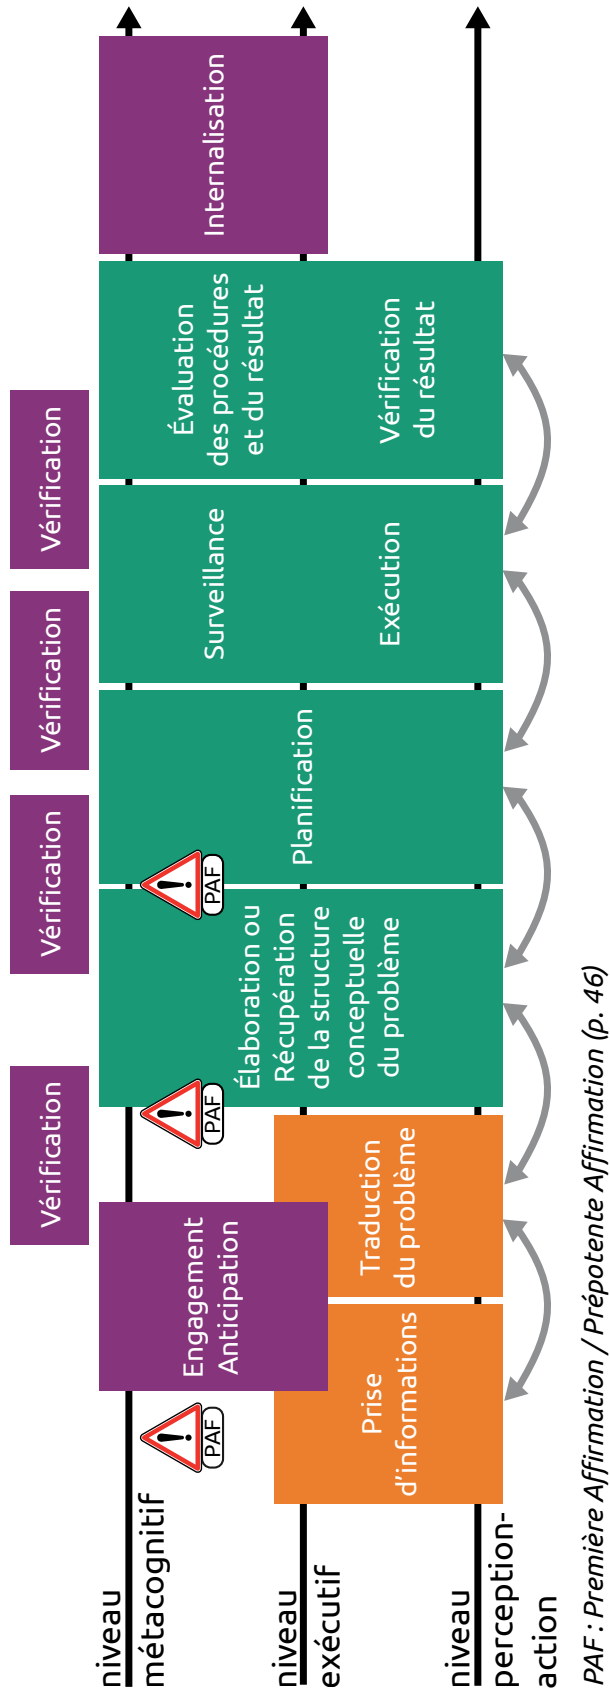 Vérification
Vérification
Vérification
Vérification
niveau
métacognitif
niveau
exécutif
niveau
perception-
action
PAF
Engagement
Anticipation
Prise
d’informations
Traduction
du problème
PAF
Élaboration ou
Récupération
de la structure
conceptuelle
du problème
PAF
Planification
Surveillance
Exécution
Évaluation
des procédures
et du résultat
Vérification
du résultat
Internalisation
PAF : Première Affirmation / Prépotente Affirmation (p. 46)